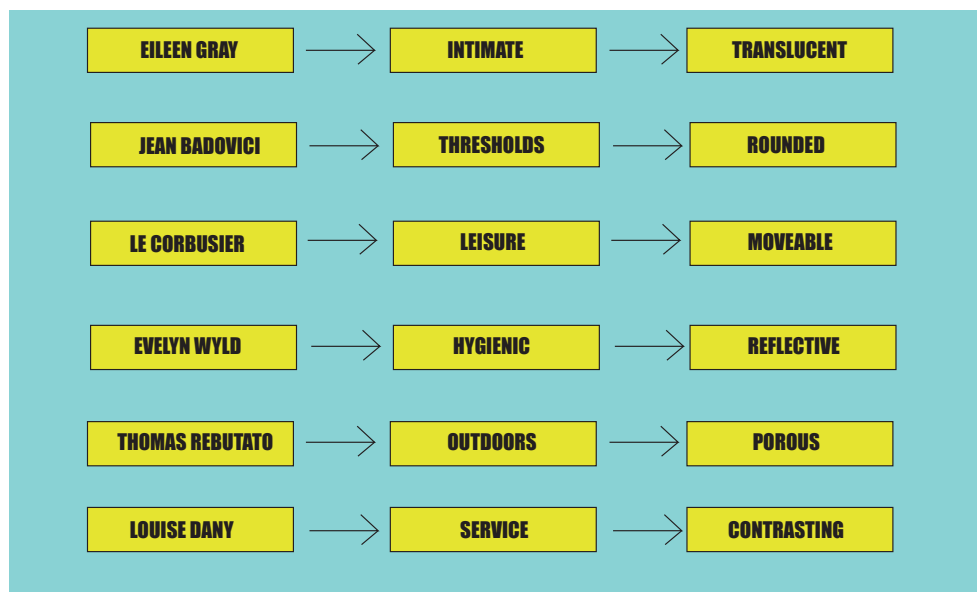 EILEEN GRAY INTIMATE TRANSLUCENT
JEAN BADOVICI THRESHOLDS ROUNDED
LE CORBUSIER LEISURE MOVEABLE
EVELYN WYLD HYGIENIC REFLECTIVE
THOMAS REBUTATO OUTDOORS POROUS
LOUISE DANY SERVICE CONTRASTING